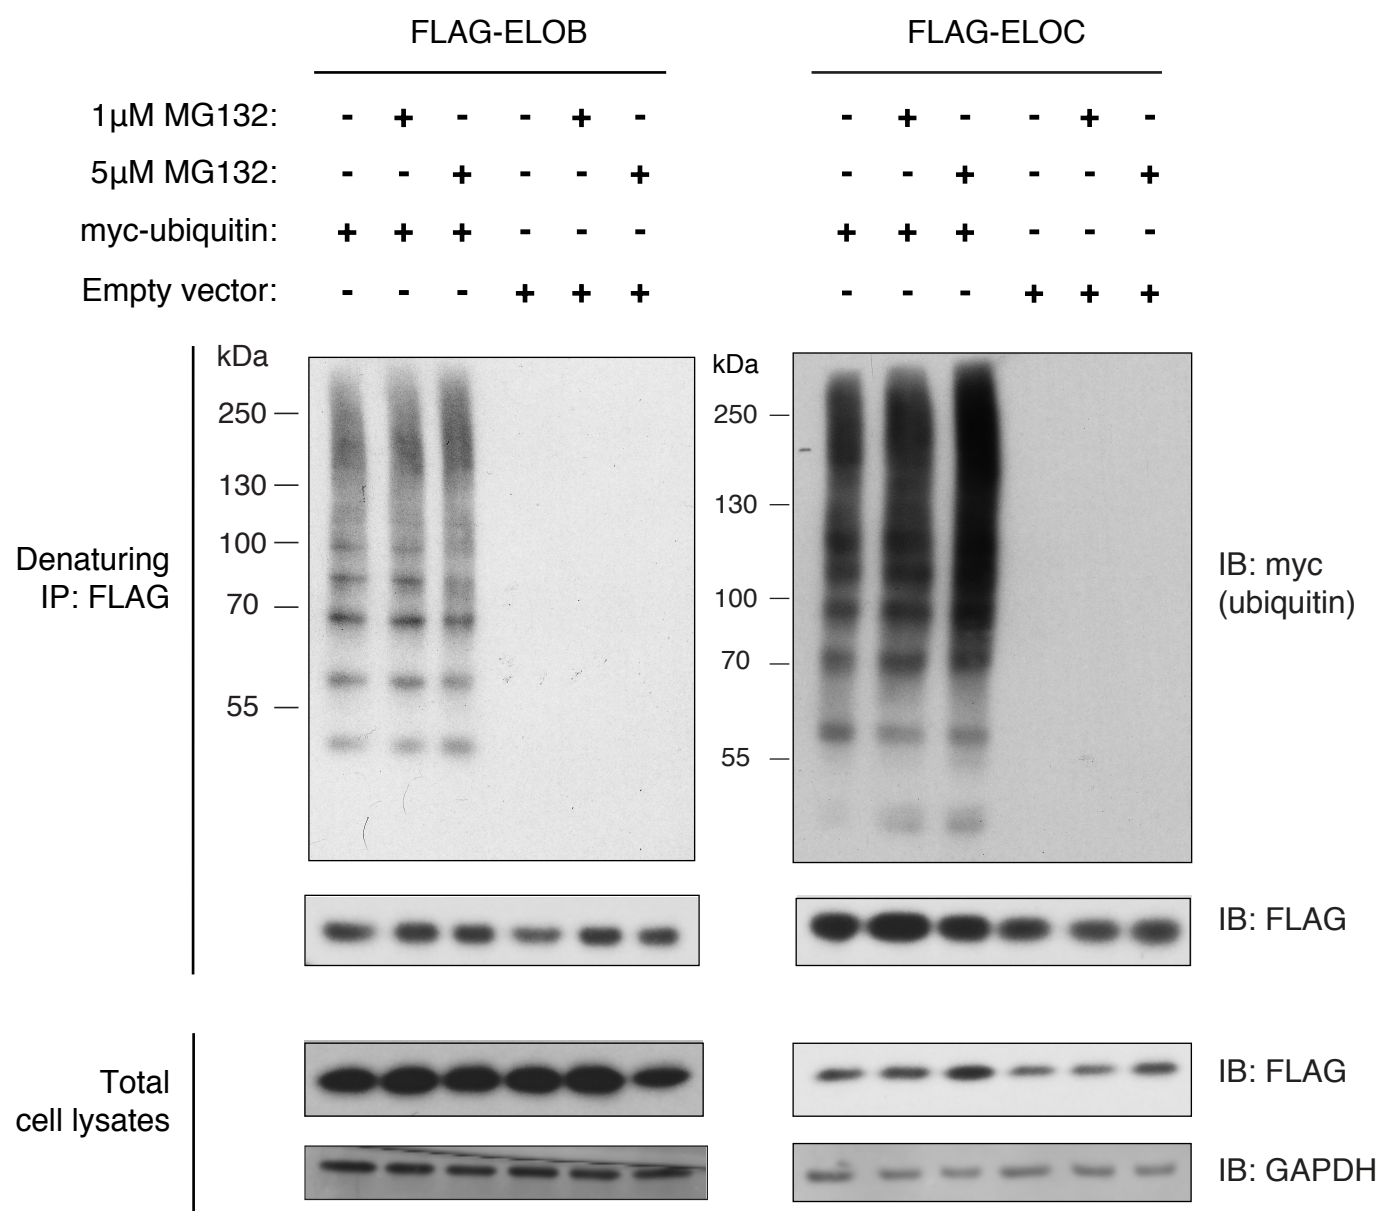 FLAG-ELOB FLAG-ELOC
1µM MG132: - + - - + - - + - - + -
5µM MG132: - - + - - + - - + - - +
myc-ubiquitin: + + + - - - + + + - - -
Empty vector: - - - + + + - - - + + +
kDa kDa
250 250
130 130
100 100
70 70
55 55
Denaturing
IP: FLAG
IB: myc
(ubiquitin)
IB: FLAG
Total
cell lysates
IB: FLAG
IB: GAPDH